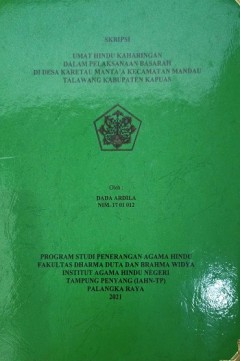 SKRIPSI
UMAT HINDU KAHARINGAN
DALAM PELAKSANAAN BASARAH
DI DESA KARETAU MANTA'A KECAMATAN MANDAU
TALAWANG KABUPATEN KAPUAS
Oleh :
DADA ARDILA
NIM. 17 01 012
PROGRAM STUDI PENERANGAN AGAMA HINDU
FAKULTAS DHARMA DUTA DAN BRAHMA WIDYA
INSTITUT AGAMA HINDU NEGERI
TAMPUNG PENYANG (IAHN-TP)
PALANGKA RAYA
2021